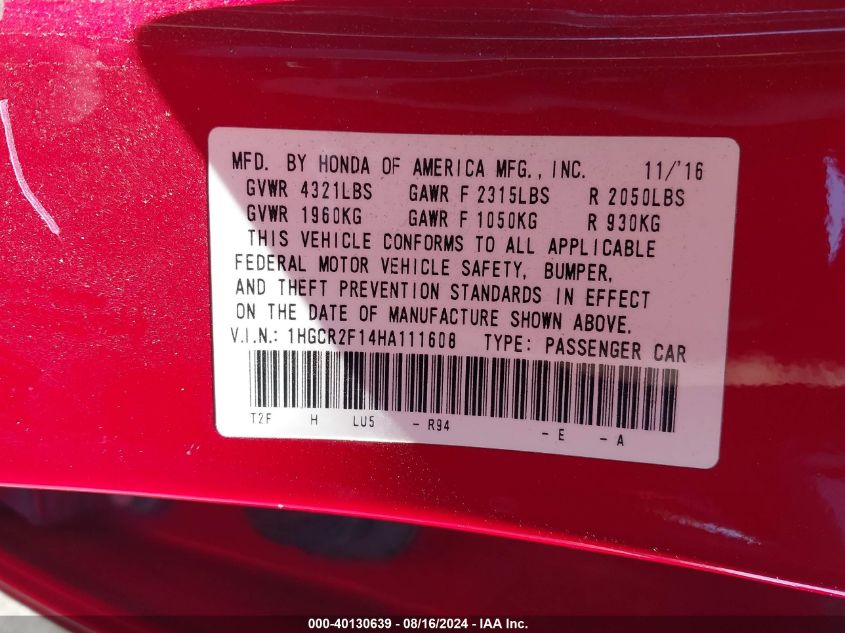 MFD. BY HONDA OF AMERICA MFG., INC. 11/'16
GVWR 4321LBS GAWR F 2315LBS R 2050LBS
GVWR 1960KG GAWR F 1050KG R 930KG
THIS VEHICLE CONFORMS TO ALL APPLICABLE
FEDERAL MOTOR VEHICLE SAFETY, BUMPER,
AND THEFT PREVENTION STANDARDS IN EFFECT
ON THE DATE OF MANUFACTURE SHOWN ABOVE.
V.I.N.: 1HGCR2F14HA111608 TYPE: PASSENGER CAR
T2F H LU5 - R94 - E - A
000-40130639 - 08/16/2024 - IAA Inc.